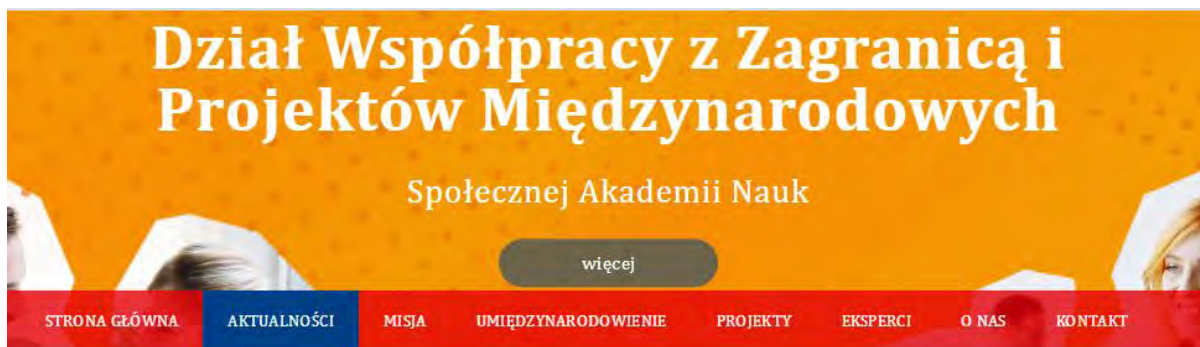 Dział Współpracy z Zagranicą i
Projektów Międzynarodowych
Społecznej Akademii Nauk
więcej
STRONA GŁÓWNA AKTUALNOŚCI MISJA UMIĘDZYNARODOWIENIE PROJEKTY EKSPERCI O NAS KONTAKT